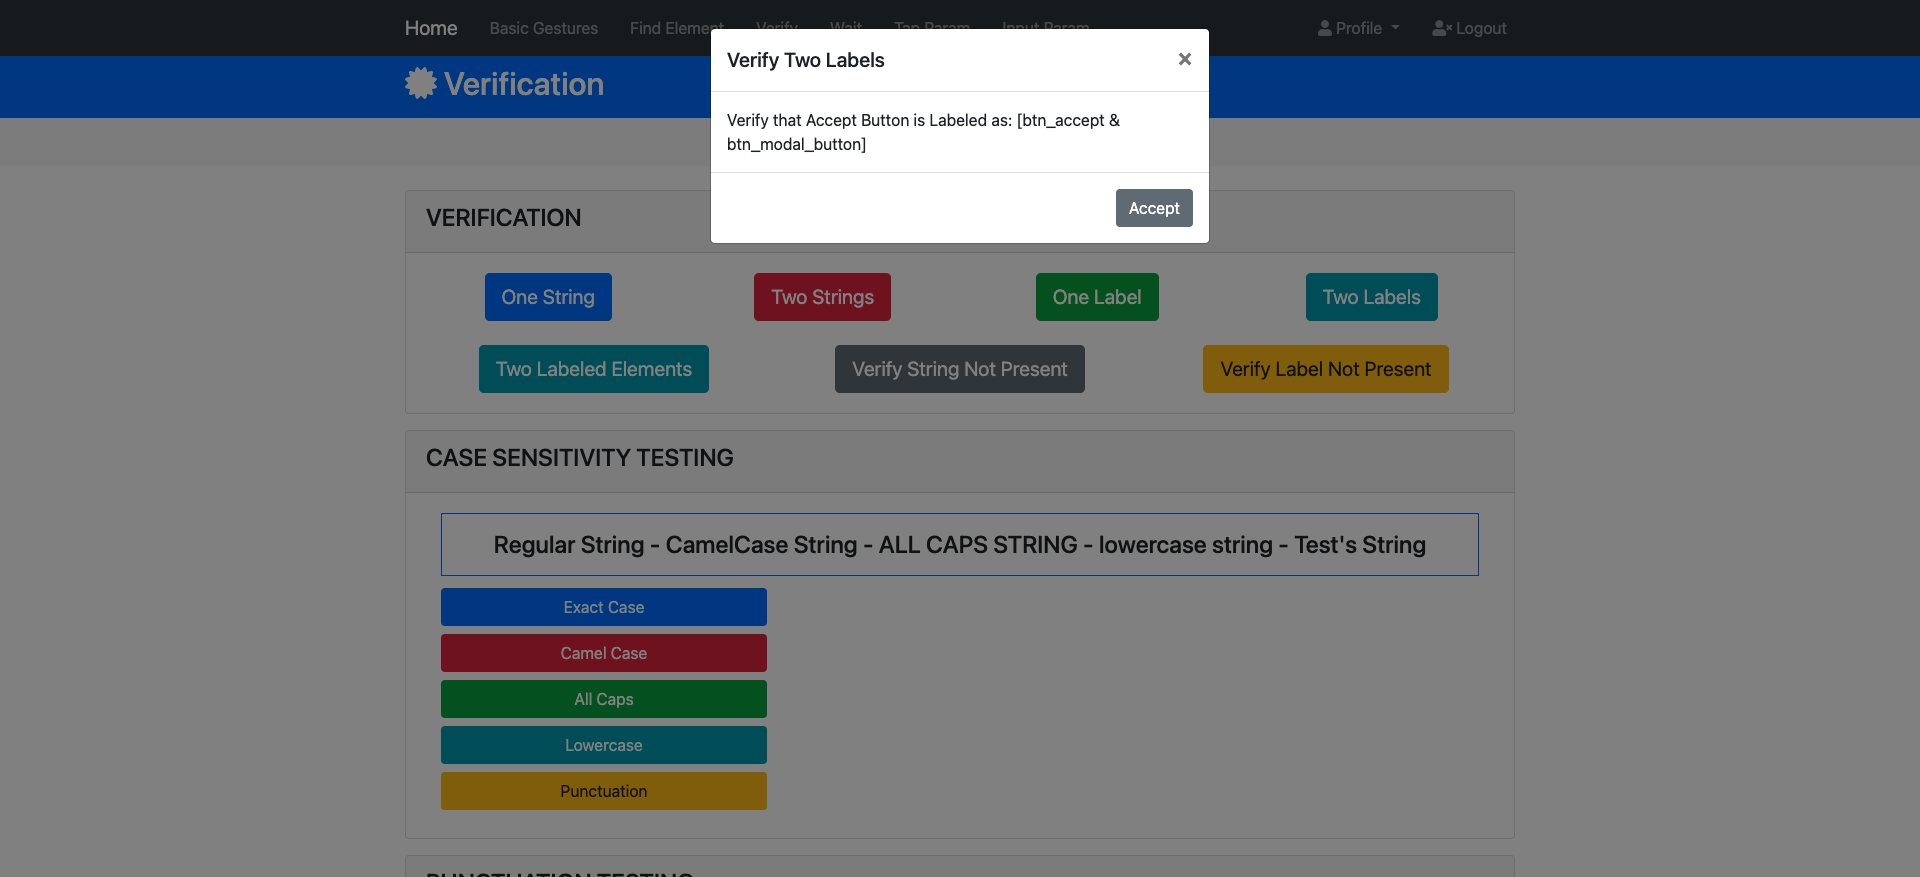 Home Basic Gestures Find Element Verify Wait Tap Param Input Param Profile Logout
Verify Two Labels ×
Verification
Verify that Accept Button is Labeled as: [btn_accept &
btn_modal_button]
Accept
VERIFICATION
One String Two Strings One Label Two Labels
Two Labeled Elements Verify String Not Present Verify Label Not Present
CASE SENSITIVITY TESTING
Regular String - CamelCase String - ALL CAPS STRING - lowercase string - Test's String
Exact Case
Camel Case
All Caps
Lowercase
Punctuation
PUNCTUATION TESTING